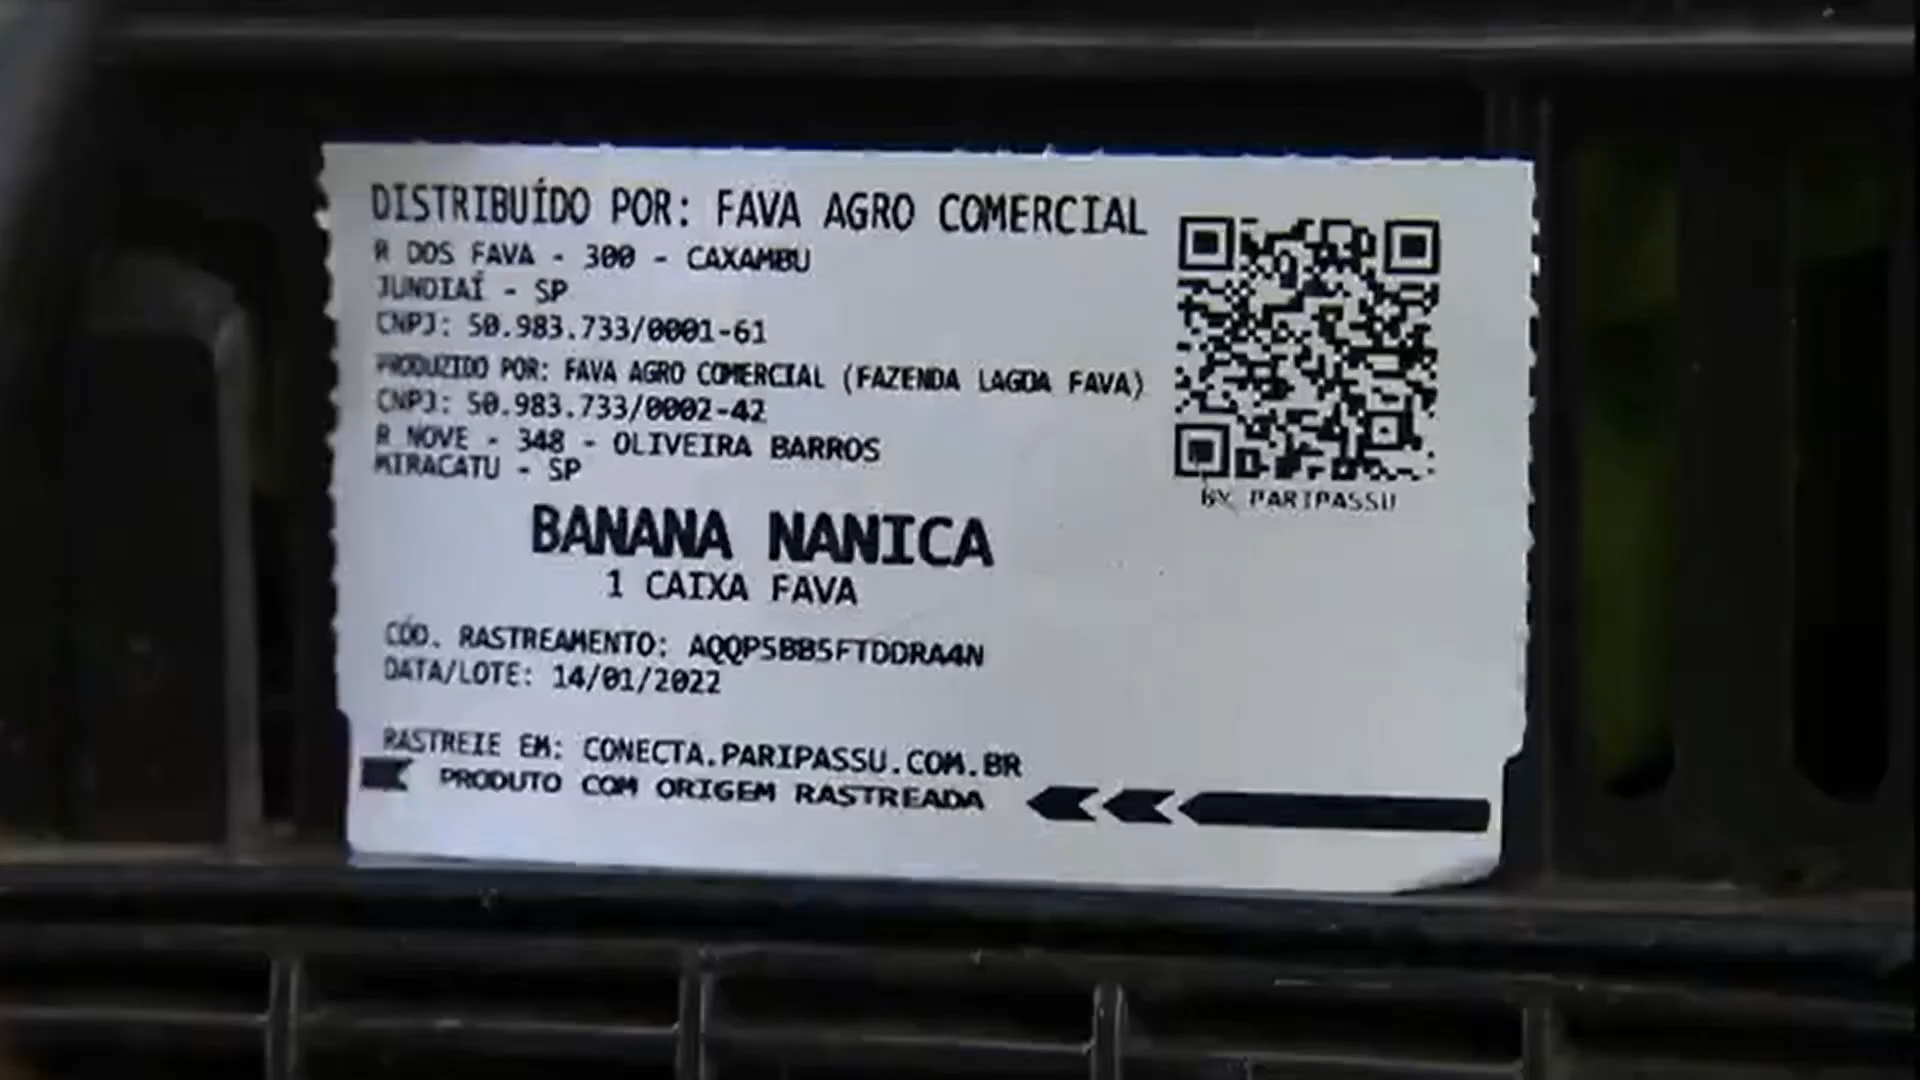 DISTRIBUÍDO POR: FAVA AGRO COMERCIAL
R DOS FAVA - 300 - CAXAMBU
JUNDIAÍ - SP
CNPJ: 50.983.733/0001-61
PRODUZIDO POR: FAVA AGRO COMERCIAL (FAZENDA LAGOA FAVA)
CNPJ: 50.983.733/0002-42
R NOVE - 348 - OLIVEIRA BARROS
MIRACATU - SP
BY PARIPASSU
BANANA NANICA
1 CAIXA FAVA
CÓD. RASTREAMENTO: AQQP5BB5FTDDRA4N
DATA/LOTE: 14/01/2022
RASTREIE EM: CONECTA.PARIPASSU.COM.BR
PRODUTO COM ORIGEM RASTREADA